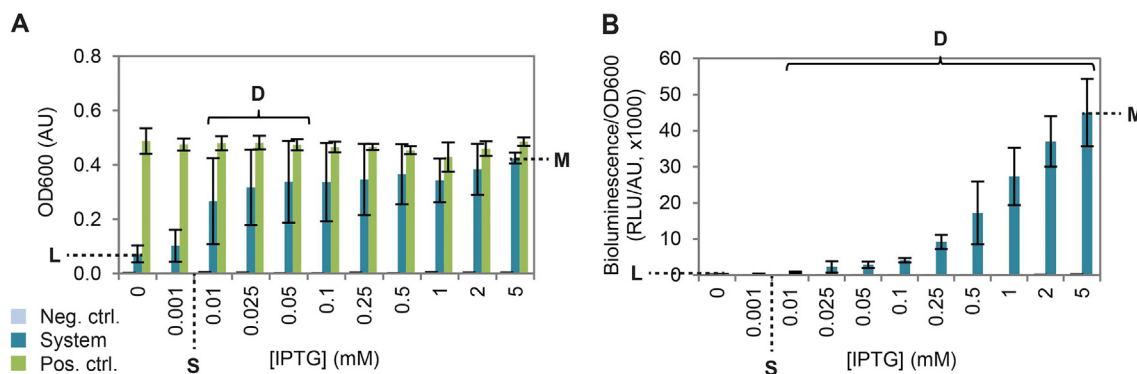 A
OD600 (AU)
0.8
0.6
0.4
0.2
0.0
D
M
L
0 0.001 0.01 0.025 0.05 0.1 0.25 0.5 1 2 5
S
[IPTG] (mM)
Neg. ctrl.
System
Pos. ctrl.
B
Bioluminescence/OD600
(RLU/AU, x1000)
60
50
40
30
20
10
0
D
M
L
0 0.001 0.01 0.025 0.05 0.1 0.25 0.5 1 2 5
S
[IPTG] (mM)